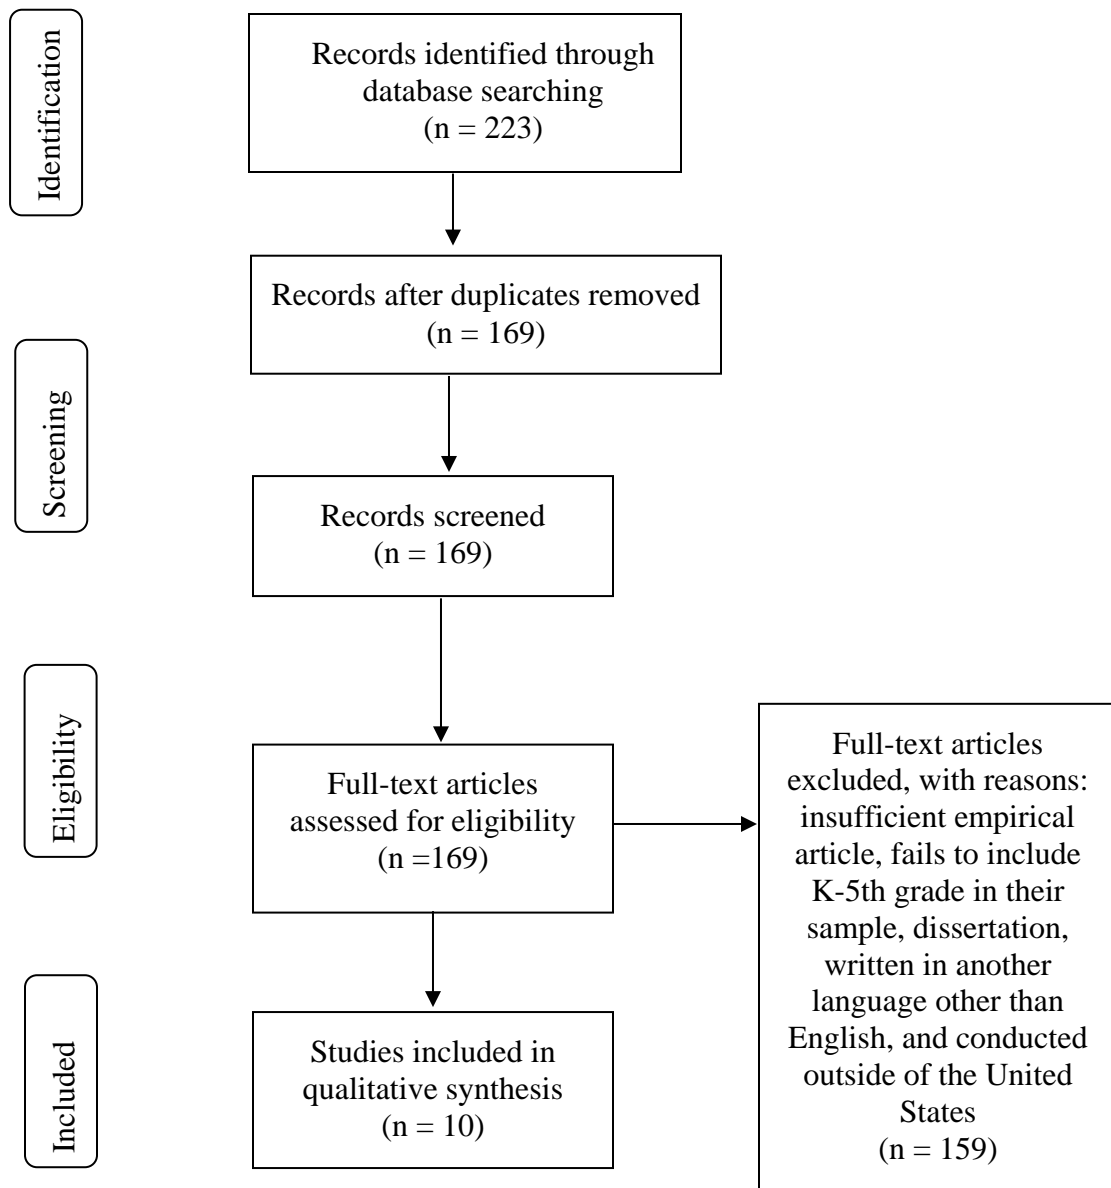 Identification
Records identified through
database searching
(n = 223)
Records after duplicates removed
(n = 169)
Screening
Records screened
(n = 169)
Eligibility
Full-text articles
assessed for eligibility
(n =169)
Full-text articles
excluded, with reasons:
insufficient empirical
article, fails to include
K-5th grade in their
sample, dissertation,
written in another
language other than
English, and conducted
outside of the United
States
(n = 159)
Included
Studies included in
qualitative synthesis
(n = 10)